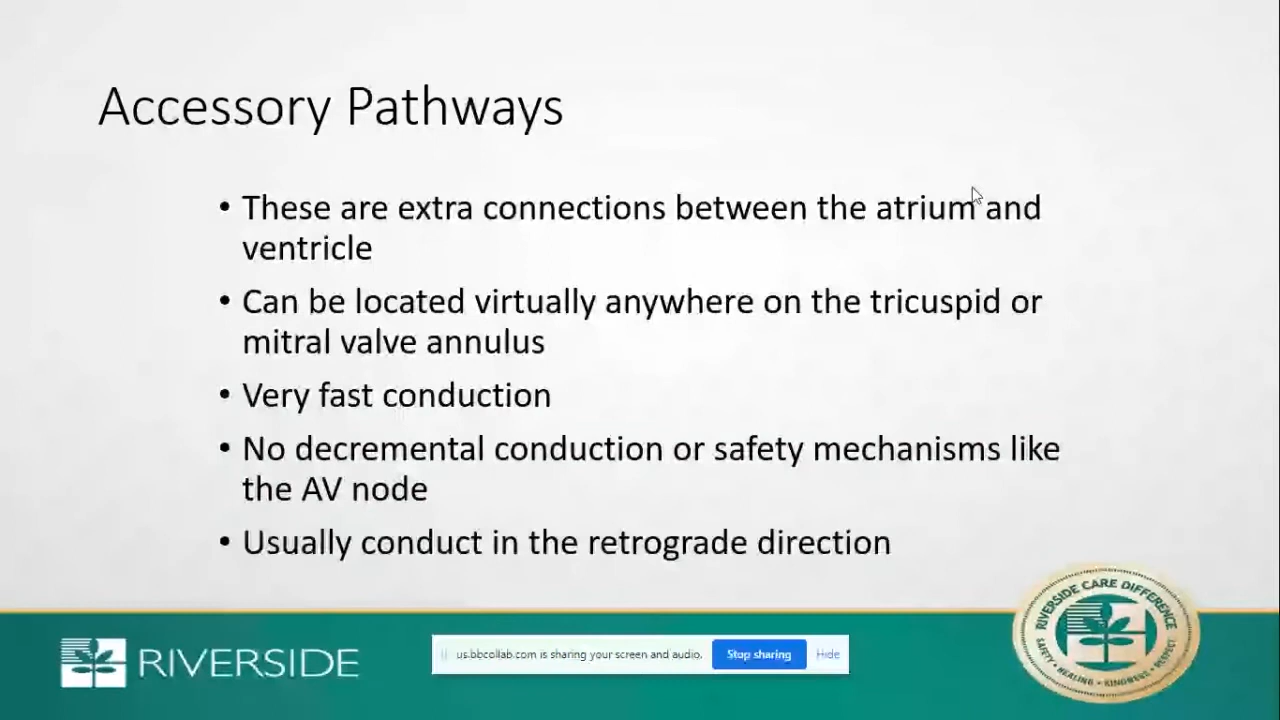 Accessory Pathways
• These are extra connections between the atrium and
ventricle
• Can be located virtually anywhere on the tricuspid or
mitral valve annulus
• Very fast conduction
• No decremental conduction or safety mechanisms like
the AV node
• Usually conduct in the retrograde direction
RIVERSIDE
us.bbcollab.com is sharing your screen and audio.
Stop sharing
Hide
RIVERSIDE CARE DIFFERENCE
SAFETY • HEALING • KINDNESS • RESPECT